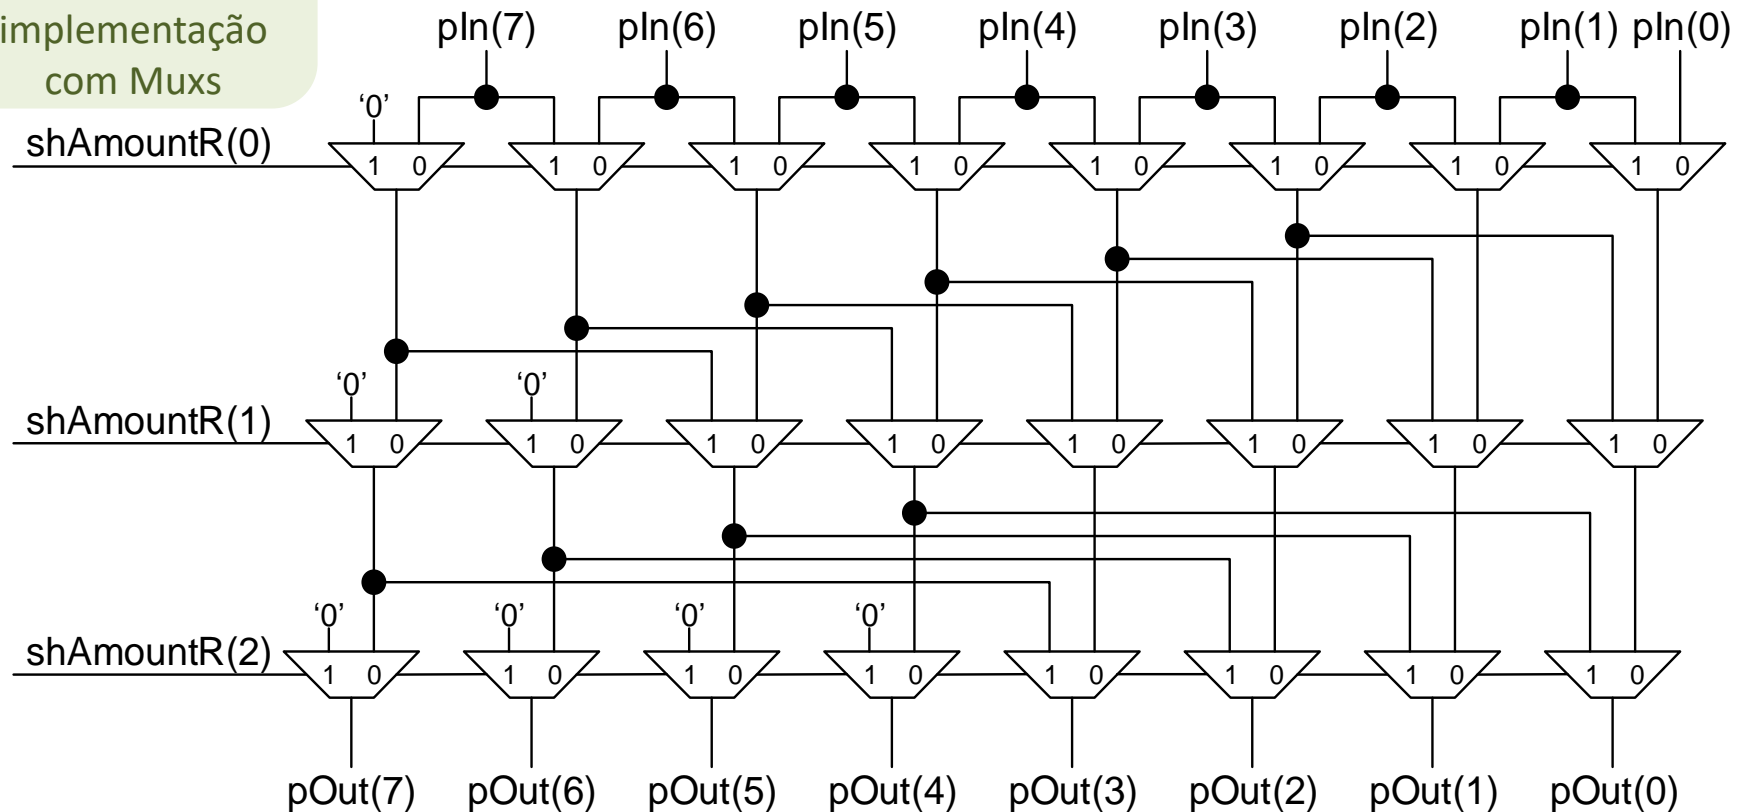 implementação
com Muxs
pIn(7) pIn(6) pIn(5) pIn(4) pIn(3) pIn(2) pIn(1) pIn(0)
‘0’
shAmountR(0)
1 0 1 0 1 0 1 0 1 0 1 0 1 0 1 0
‘0’ ‘0’
shAmountR(1)
1 0 1 0 1 0 1 0 1 0 1 0 1 0 1 0
‘0’ ‘0’ ‘0’ ‘0’
shAmountR(2)
1 0 1 0 1 0 1 0 1 0 1 0 1 0 1 0
pOut(7) pOut(6) pOut(5) pOut(4) pOut(3) pOut(2) pOut(1) pOut(0)